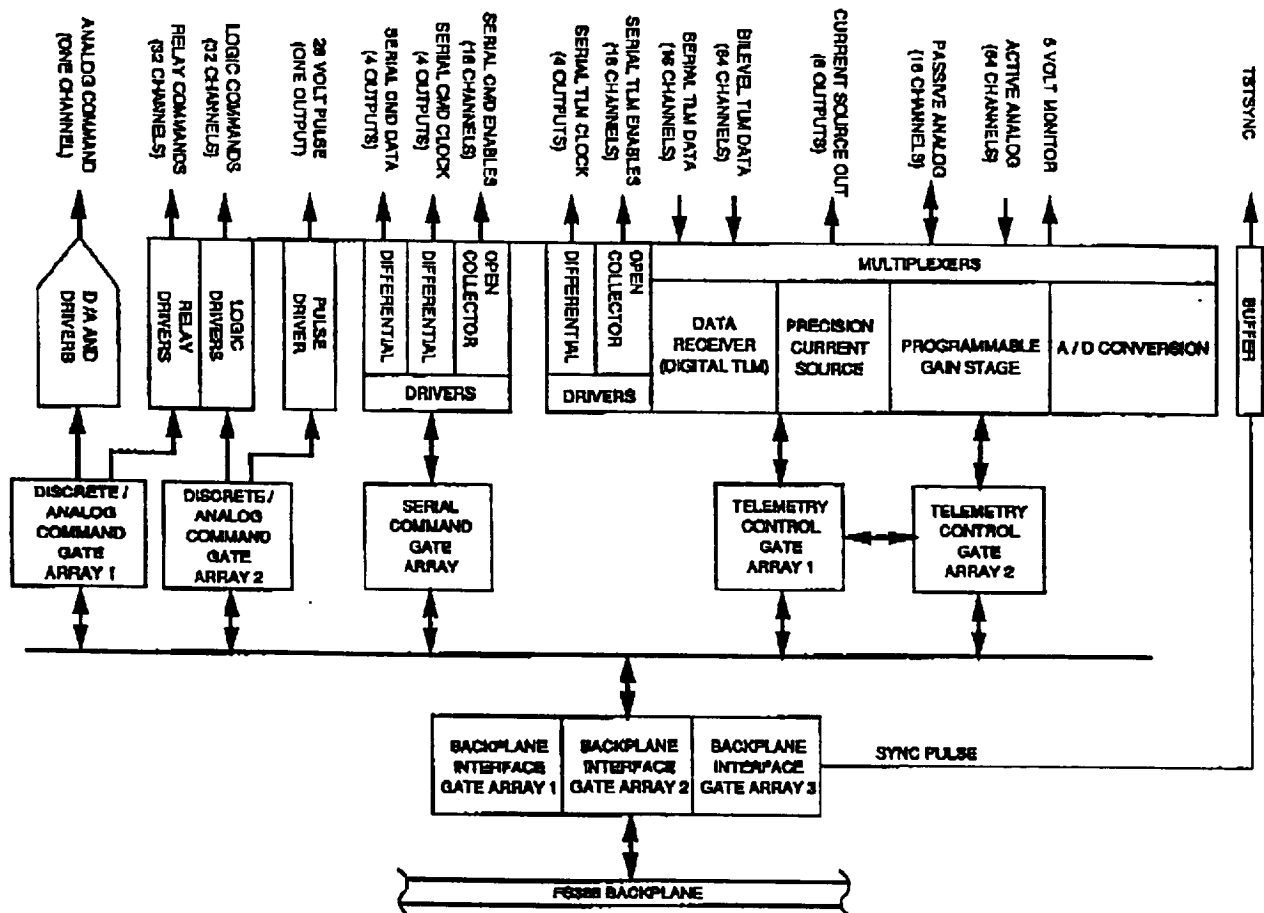 ANALOG COMMAND
(ONE CHANNEL)
RELAY COMMANDS
(32 CHANNELS)
LOGIC COMMANDS
(32 CHANNELS)
28 VOLT PULSE
(ONE OUTPUT)
SERIAL CMD DATA
(4 OUTPUTS)
SERIAL CMD CLOCK
(4 OUTPUTS)
SERIAL CMD ENABLES
(16 CHANNELS)
SERIAL TLM CLOCK
(4 OUTPUTS)
SERIAL TLM ENABLES
(16 CHANNELS)
SERIAL TLM DATA
(16 CHANNELS)
BILEVEL TLM DATA
(64 CHANNELS)
CURRENT SOURCE OUT
(8 OUTPUTS)
PASSIVE ANALOG
(16 CHANNELS)
ACTIVE ANALOG
(64 CHANNELS)
5 VOLT MONITOR
TSTSYNC
D/A AND
DRIVERS
RELAY
DRIVERS
LOGIC
DRIVERS
PULSE
DRIVER
DIFFERENTIAL
DIFFERENTIAL
OPEN
COLLECTOR
DRIVERS
DIFFERENTIAL
OPEN
COLLECTOR
DRIVERS
MULTIPLEXERS
DATA
RECEIVER
(DIGITAL TLM)
PRECISION
CURRENT
SOURCE
PROGRAMMABLE
GAIN STAGE
A / D CONVERSION
BUFFER
DISCRETE /
ANALOG
COMMAND
GATE
ARRAY 1
DISCRETE /
ANALOG
COMMAND
GATE
ARRAY 2
SERIAL
COMMAND
GATE
ARRAY
TELEMETRY
CONTROL
GATE
ARRAY 1
TELEMETRY
CONTROL
GATE
ARRAY 2
BACKPLANE
INTERFACE
GATE ARRAY 1
BACKPLANE
INTERFACE
GATE ARRAY 2
BACKPLANE
INTERFACE
GATE ARRAY 3
SYNC PULSE
BACKPLANE